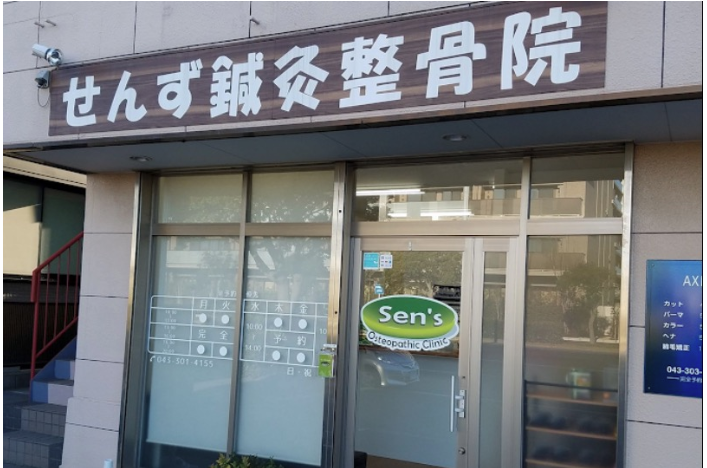 せんず鍼灸整骨院
月 火 水 木 金
完 全 予 約
043-301-4155
日・祝
Sen's
Osteopathic Clinic
カット
パーマ
カラー
ヘナ
縮毛矯正
043-303-